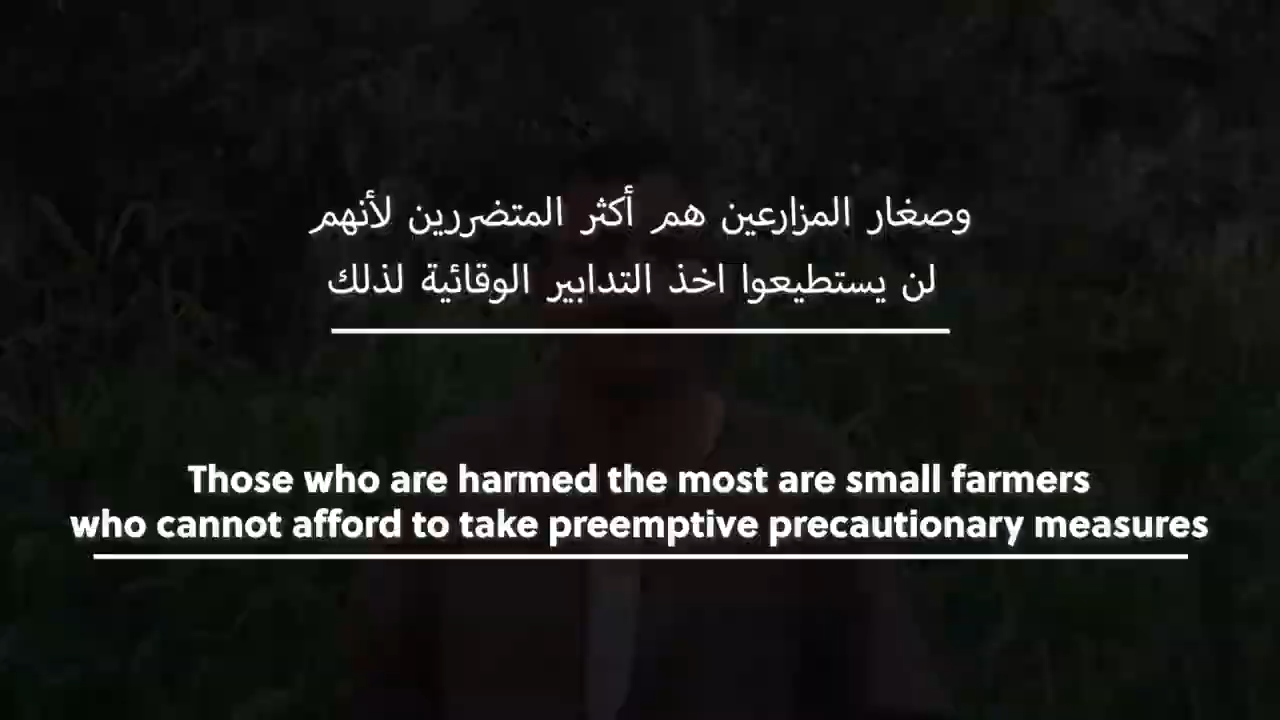 وصغار المزارعين هم أكثر المتضررين لأنهم
لن يستطيعوا اخذ التدابير الوقائية لذلك
Those who are harmed the most are small farmers
who cannot afford to take preemptive precautionary measures